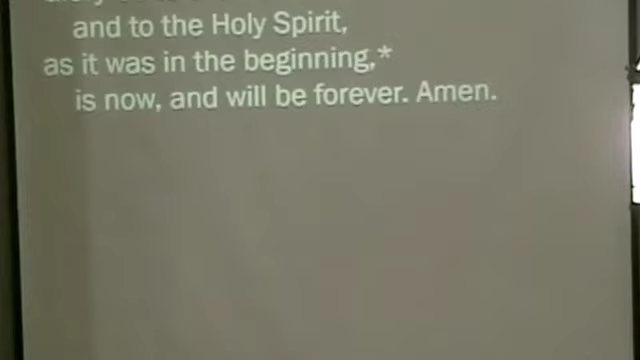 and to the Holy Spirit,
as it was in the beginning,*
is now, and will be forever. Amen.